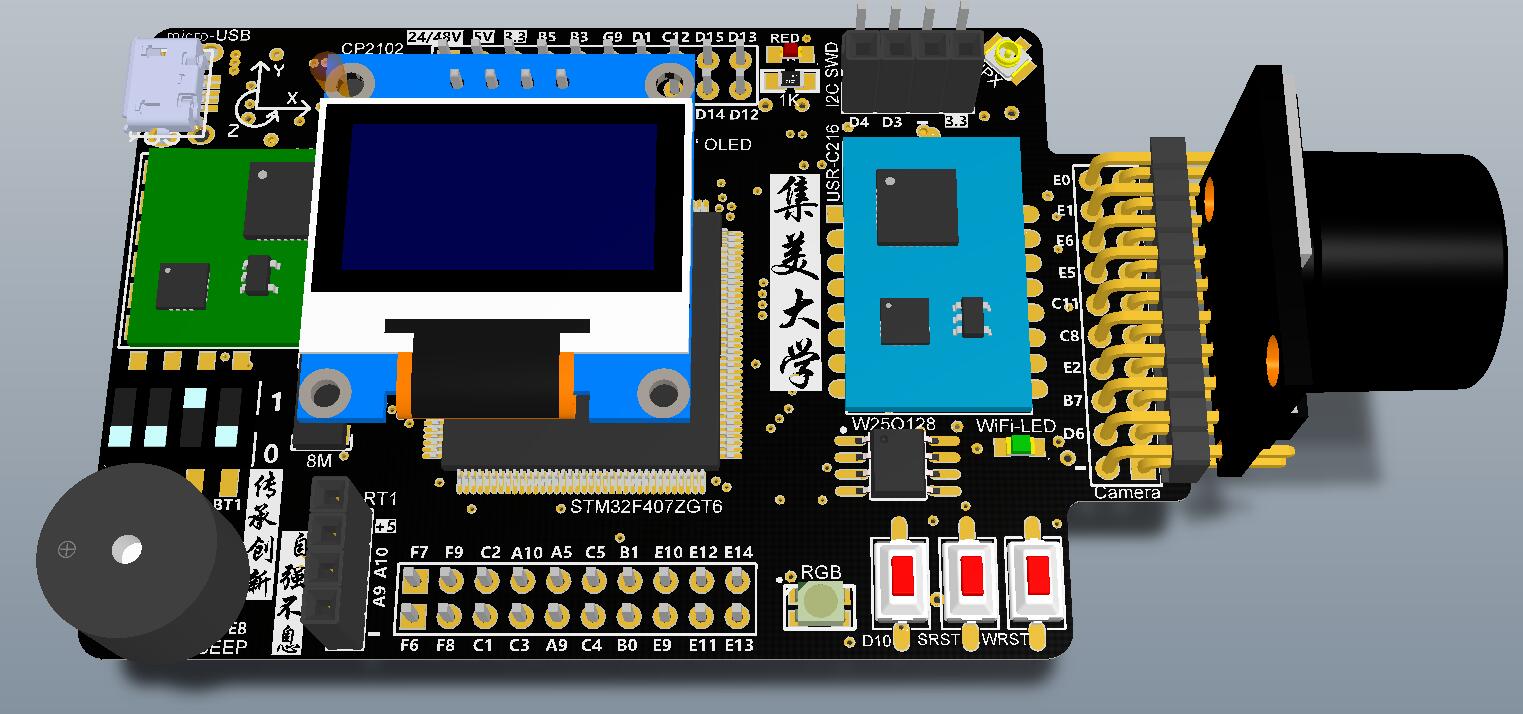 micro-USB
CP2102
24/48V 5V 3.3 B5 B3 G9 D1 C12 D15 D13
D14 D12
RED
1K
I2C SWD
D4 D3
3.3
Y
X
Z
' OLED
USR-C216
集美大学
E0
E1
E6
E5
C11
C8
E2
B7
D6
Camera
W25Q128
WiFi-LED
1
0
8M
STM32F407ZGT6
BT1
RT1
+5
A10
A9
传承创新
自强不息
F7 F9 C2 A10 A5 C5 B1 E10 E12 E14
F6 F8 C1 C3 A9 C4 B0 E9 E11 E13
RGB
D10 SRST WRST
E8
BEEP